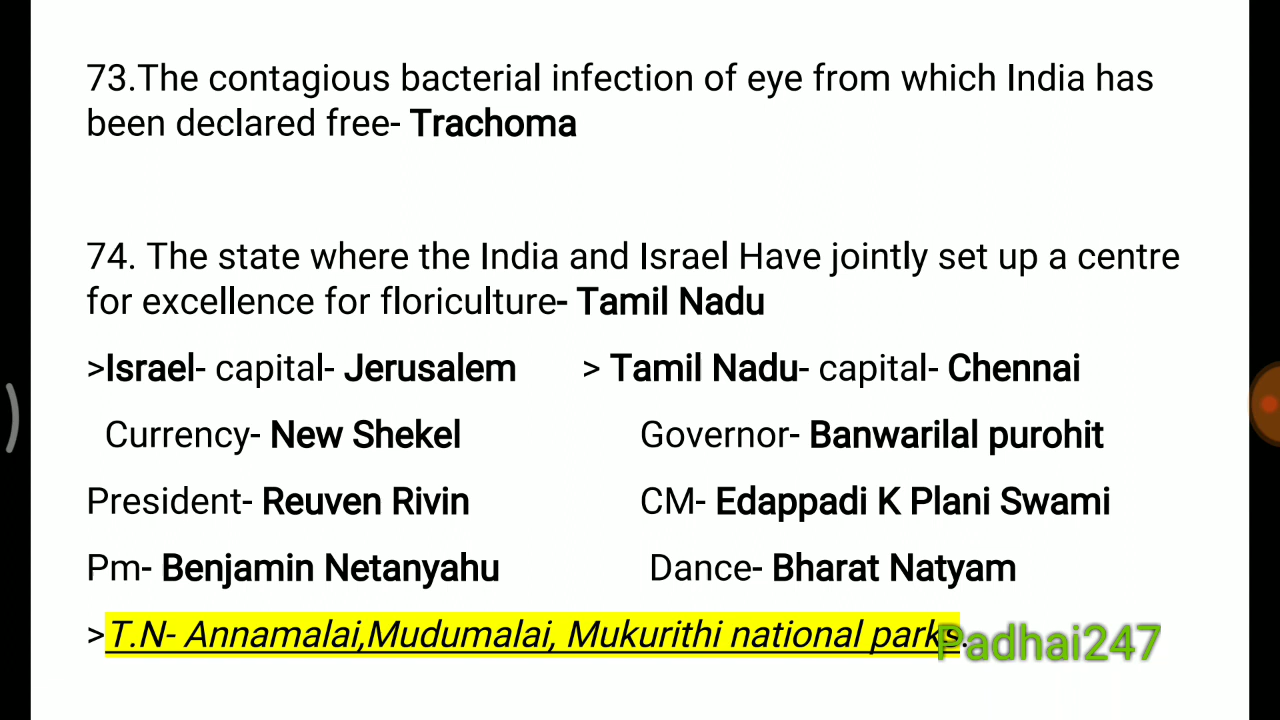 73.The contagious bacterial infection of eye from which India has
been declared free- Trachoma
74. The state where the India and Israel Have jointly set up a centre
for excellence for floriculture- Tamil Nadu
>Israel- capital- Jerusalem > Tamil Nadu- capital- Chennai
Currency- New Shekel Governor- Banwarilal purohit
President- Reuven Rivin CM- Edappadi K Plani Swami
Pm- Benjamin Netanyahu Dance- Bharat Natyam
>T.N- Annamalai,Mudumalai, Mukurithi national parks.
Padhai247